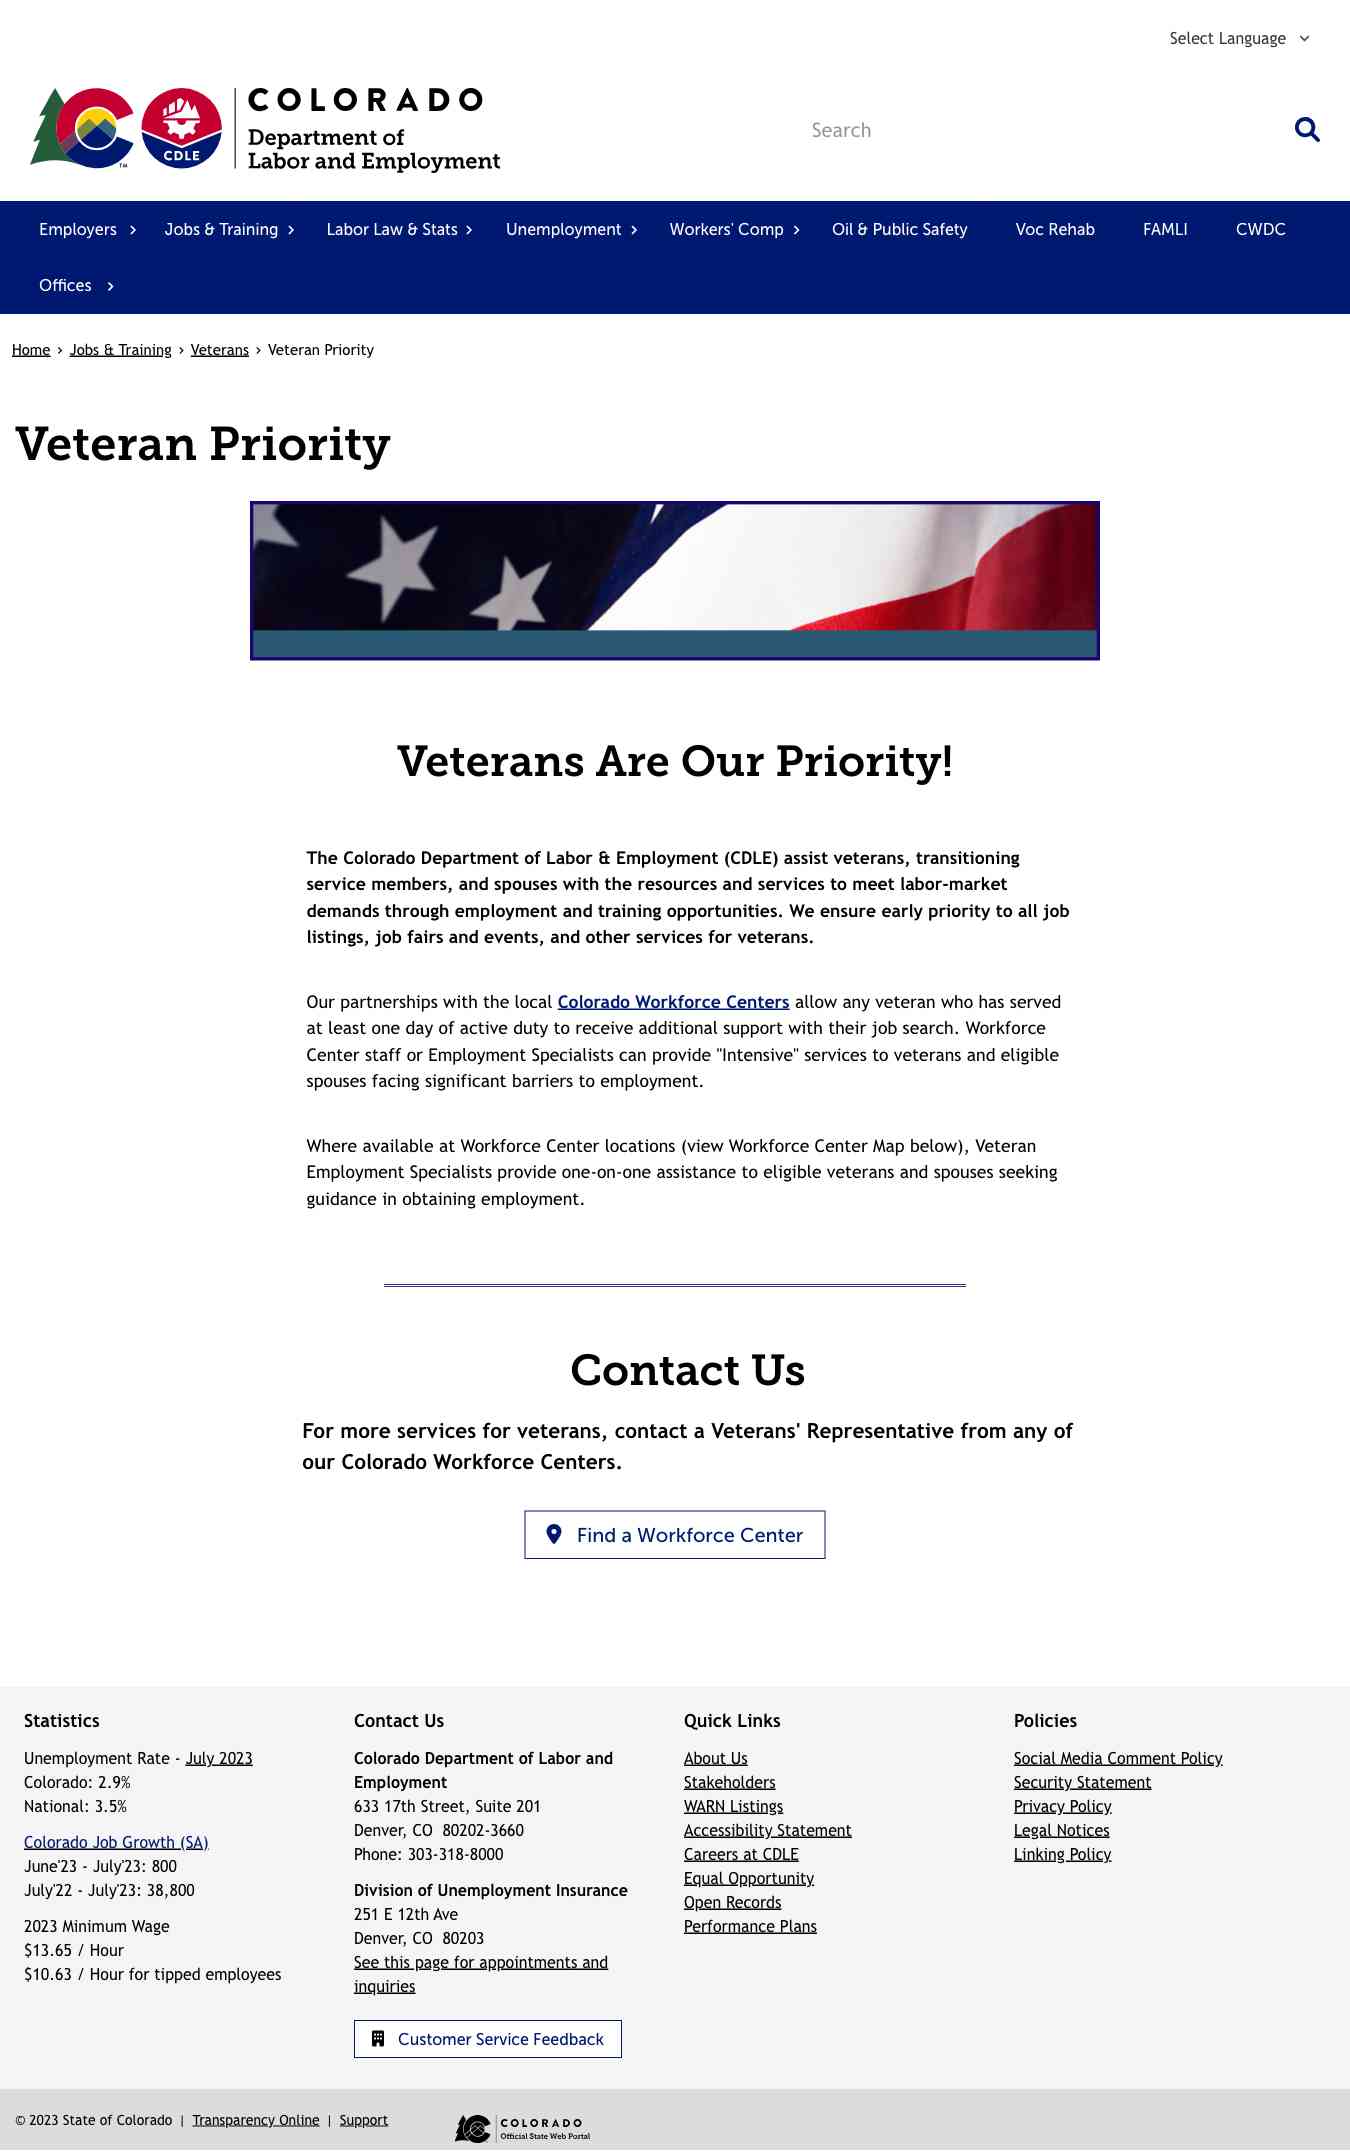 Select Language
COLORADO
Department of
Labor and Employment
CDLE
TM
Search
Employers
Jobs & Training
Labor Law & Stats
Unemployment
Workers' Comp
Oil & Public Safety
Voc Rehab
FAMLI
CWDC
Offices
Home › Jobs & Training › Veterans › Veteran Priority
Veteran Priority
Veterans Are Our Priority!
The Colorado Department of Labor & Employment (CDLE) assist veterans, transitioning
service members, and spouses with the resources and services to meet labor-market
demands through employment and training opportunities. We ensure early priority to all job
listings, job fairs and events, and other services for veterans.
Our partnerships with the local Colorado Workforce Centers allow any veteran who has served
at least one day of active duty to receive additional support with their job search. Workforce
Center staff or Employment Specialists can provide "Intensive" services to veterans and eligible
spouses facing significant barriers to employment.
Where available at Workforce Center locations (view Workforce Center Map below), Veteran
Employment Specialists provide one-on-one assistance to eligible veterans and spouses seeking
guidance in obtaining employment.
Contact Us
For more services for veterans, contact a Veterans' Representative from any of
our Colorado Workforce Centers.
Find a Workforce Center
Statistics
Unemployment Rate - July 2023
Colorado: 2.9%
National: 3.5%
Colorado Job Growth (SA)
June'23 - July'23: 800
July'22 - July'23: 38,800
2023 Minimum Wage
$13.65 / Hour
$10.63 / Hour for tipped employees
Contact Us
Colorado Department of Labor and
Employment
633 17th Street, Suite 201
Denver, CO  80202-3660
Phone: 303-318-8000
Division of Unemployment Insurance
251 E 12th Ave
Denver, CO  80203
See this page for appointments and
inquiries
Customer Service Feedback
Quick Links
About Us
Stakeholders
WARN Listings
Accessibility Statement
Careers at CDLE
Equal Opportunity
Open Records
Performance Plans
Policies
Social Media Comment Policy
Security Statement
Privacy Policy
Legal Notices
Linking Policy
© 2023 State of Colorado | Transparency Online | Support
COLORADO
Official State Web Portal